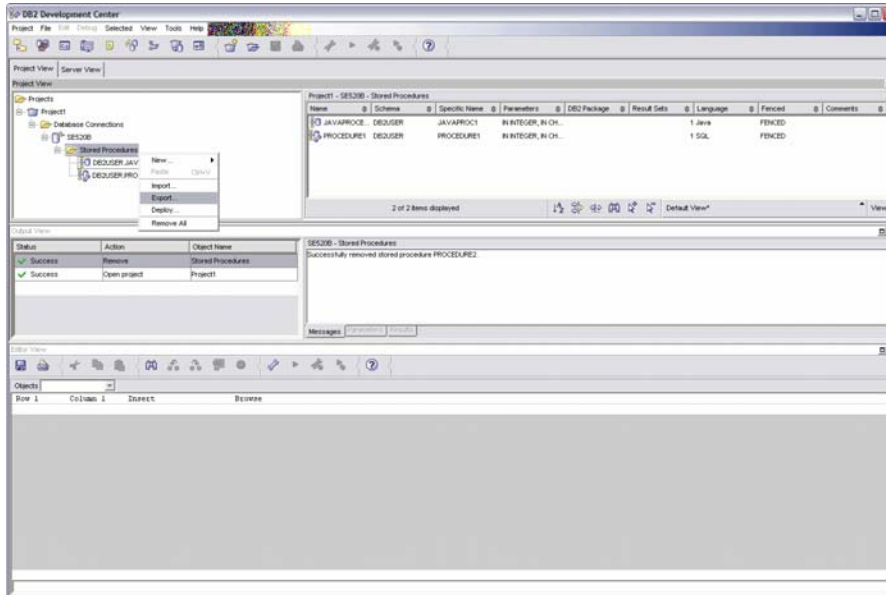 DB2 Development Center
Project File Edit Debug Selected View Tools Help
Project View Server View
Project View
Projects
Project1
Database Connections
SE520B
Stored Procedures
DB2USER.JAV
DB2USER.PRO
New...
Paste Ctrl+V
Import...
Export...
Deploy...
Remove All
Project1 - SE520B - Stored Procedures
Name Schema Specific Name Parameters DB2 Package Result Sets Language Fenced Comments
JAVAPROCE... DB2USER JAVAPROC1 IN INTEGER, IN CH... 1 Java FENCED
PROCEDURE1 DB2USER PROCEDURE1 IN INTEGER, IN CH... 1 SQL FENCED
2 of 2 items displayed Default View* View
Output View
Status Action Object Name
Success Remove Stored Procedures
Success Open project Project1
SE520B - Stored Procedures
Successfully removed stored procedure PROCEDURE2.
Messages Parameters Results
Editor View
Objects
Row 1 Column 1 Insert Browse